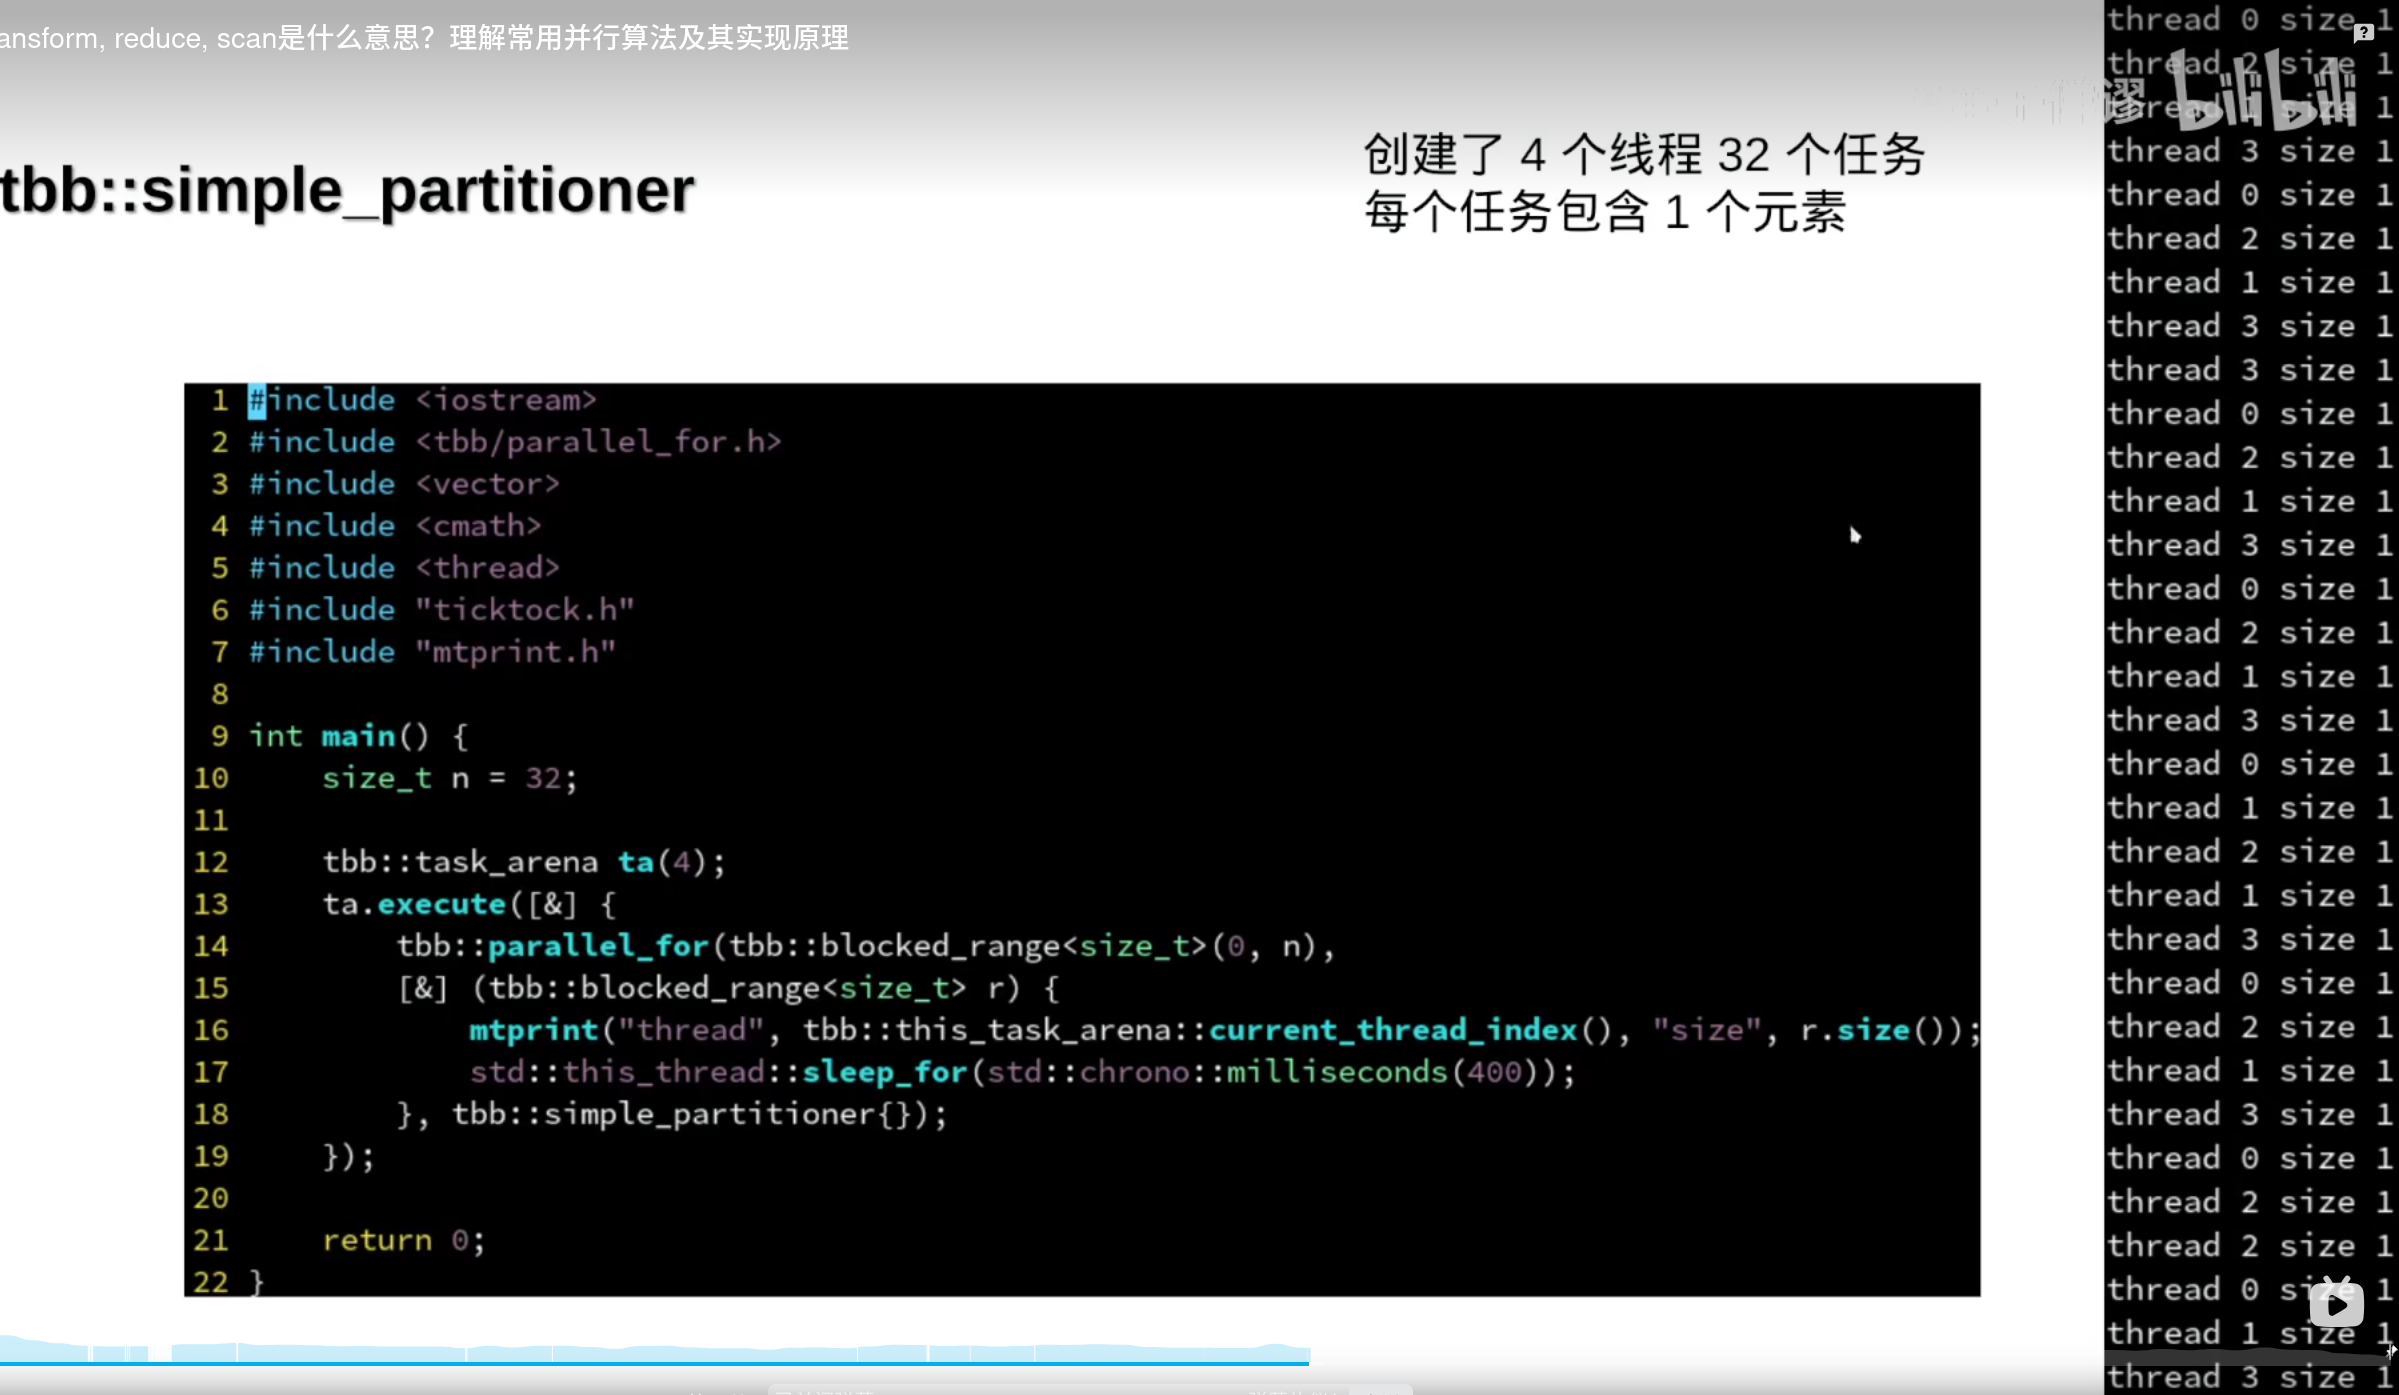 ansform, reduce, scan是什么意思？理解常用并行算法及其实现原理
tbb::simple_partitioner
创建了 4 个线程 32 个任务
每个任务包含 1 个元素
1 #include <iostream>
2 #include <tbb/parallel_for.h>
3 #include <vector>
4 #include <cmath>
5 #include <thread>
6 #include "ticktock.h"
7 #include "mtprint.h"
8
9 int main() {
10     size_t n = 32;
11
12     tbb::task_arena ta(4);
13     ta.execute([&] {
14         tbb::parallel_for(tbb::blocked_range<size_t>(0, n),
15         [&] (tbb::blocked_range<size_t> r) {
16             mtprint("thread", tbb::this_task_arena::current_thread_index(), "size", r.size());
17             std::this_thread::sleep_for(std::chrono::milliseconds(400));
18         }, tbb::simple_partitioner{});
19     });
20
21     return 0;
22 }
thread 0 size 1
thread 2 size 1
thread 1 size 1
thread 3 size 1
thread 0 size 1
thread 2 size 1
thread 1 size 1
thread 3 size 1
thread 3 size 1
thread 0 size 1
thread 2 size 1
thread 1 size 1
thread 3 size 1
thread 0 size 1
thread 2 size 1
thread 1 size 1
thread 3 size 1
thread 0 size 1
thread 1 size 1
thread 2 size 1
thread 1 size 1
thread 3 size 1
thread 0 size 1
thread 2 size 1
thread 1 size 1
thread 3 size 1
thread 0 size 1
thread 2 size 1
thread 2 size 1
thread 0 size 1
thread 1 size 1
thread 3 size 1
bilibili